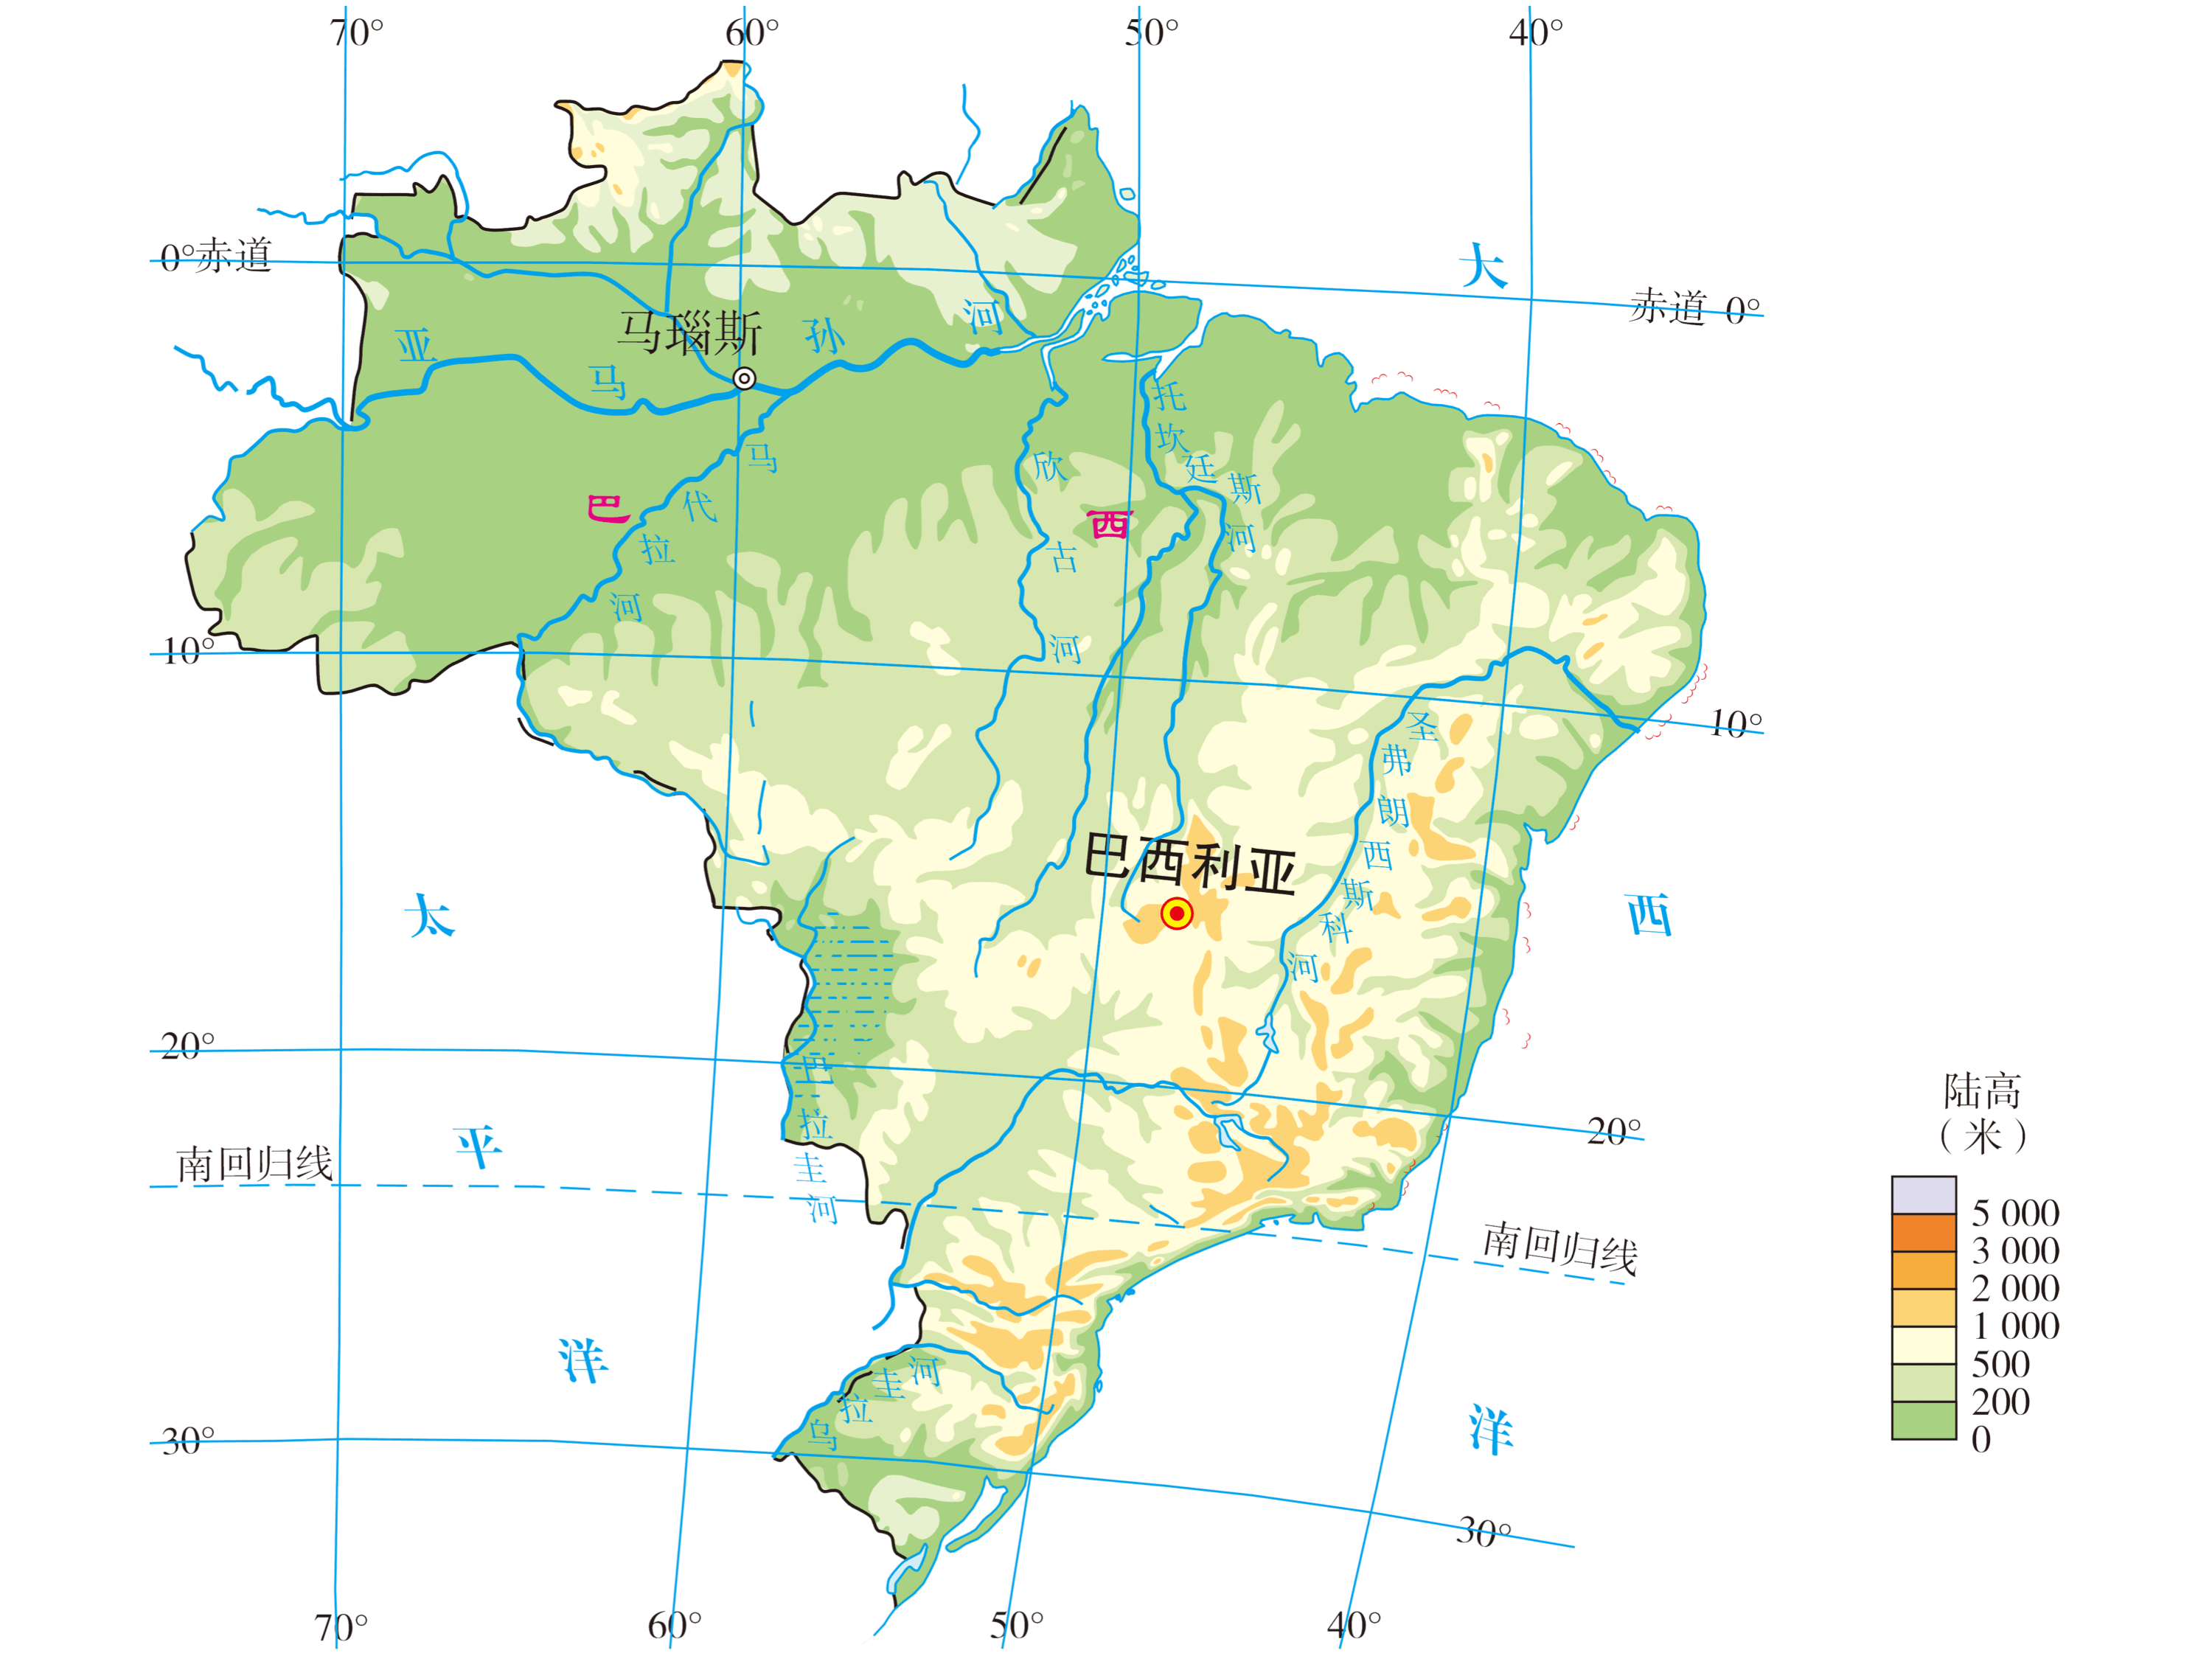 70°
60°
50°
40°
0°赤道
赤道 0°
大
西
洋
马瑙斯
亚
马
孙
河
托
坎
廷
斯
河
马
代
拉
河
欣
古
河
巴
西
10°
10°
圣
弗
朗
西
斯
科
河
巴西利亚
太
平
洋
20°
20°
巴
拉
圭
河
南回归线
南回归线
河
圭
拉
乌
30°
30°
70°
60°
50°
40°
陆高
（米）
5 000
3 000
2 000
1 000
500
200
0